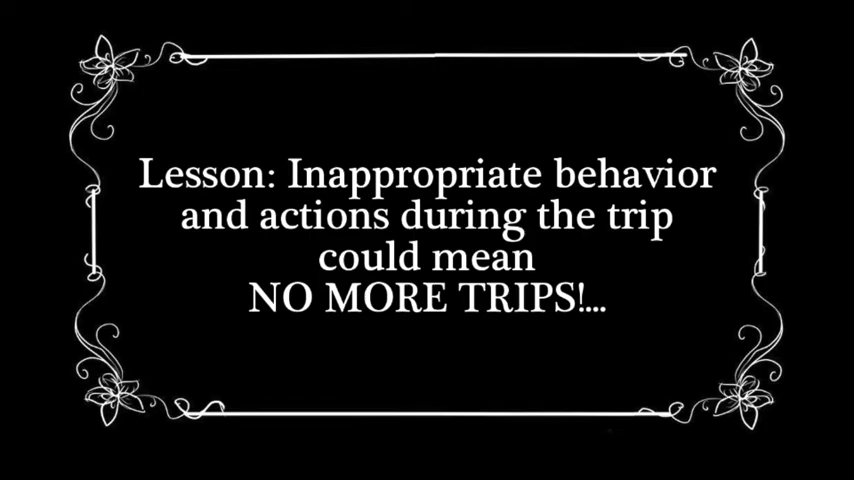 Lesson: Inappropriate behavior
and actions during the trip
could mean
NO MORE TRIPS!...